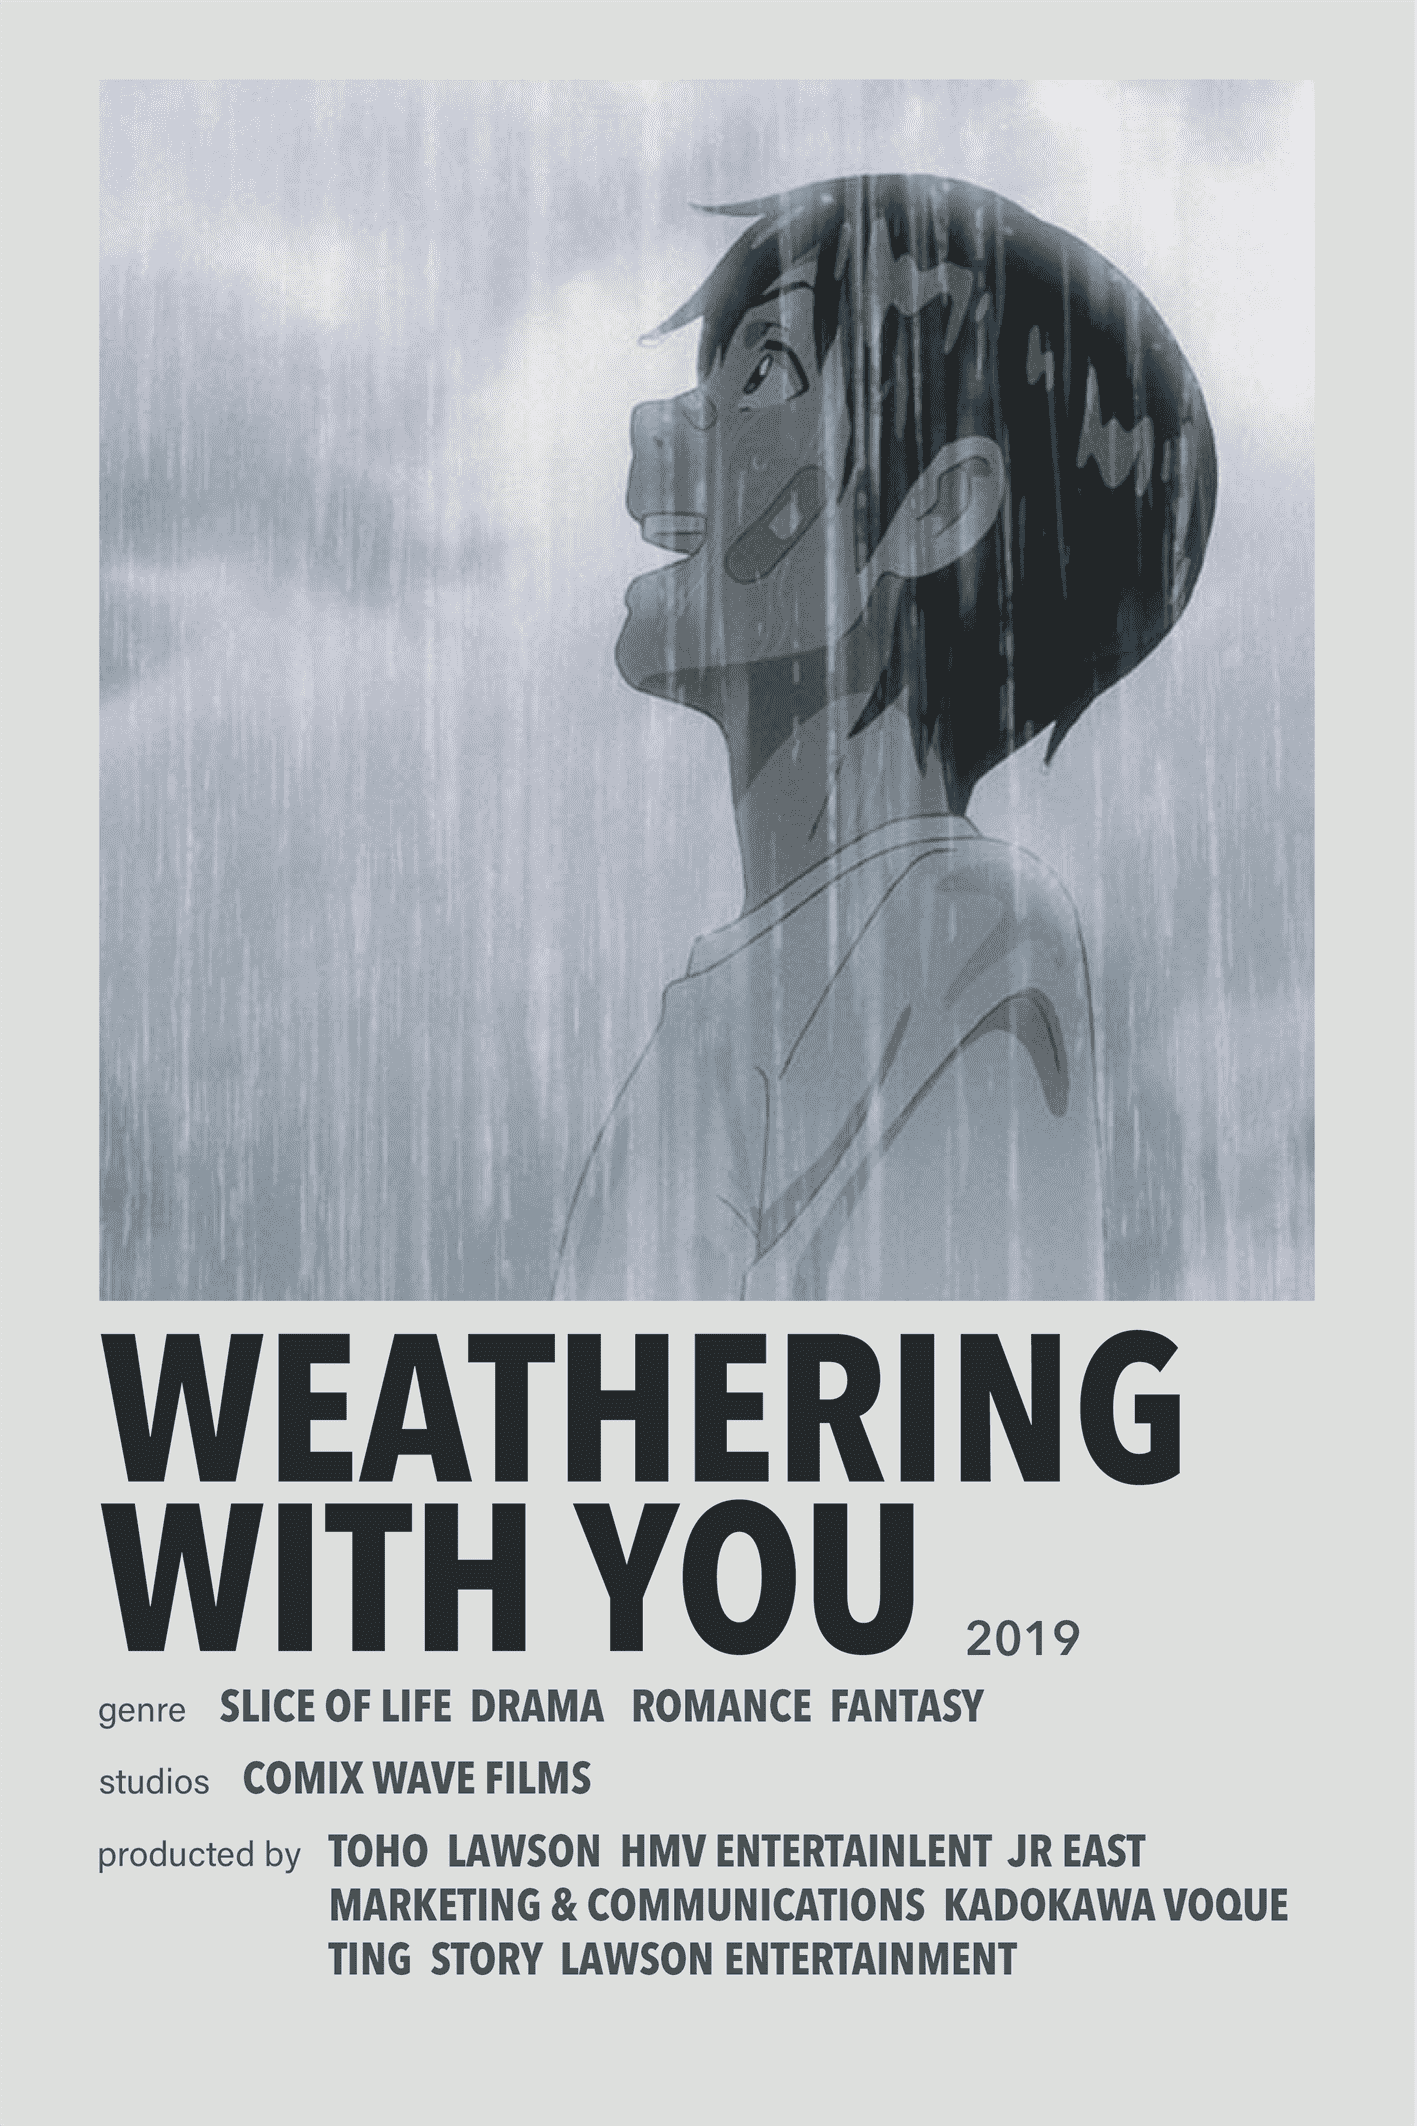 WEATHERING
WITH YOU 2019
genre SLICE OF LIFE DRAMA ROMANCE FANTASY
studios COMIX WAVE FILMS
producted by TOHO LAWSON HMV ENTERTAINLENT JR EAST
MARKETING & COMMUNICATIONS KADOKAWA VOQUE
TING STORY LAWSON ENTERTAINMENT